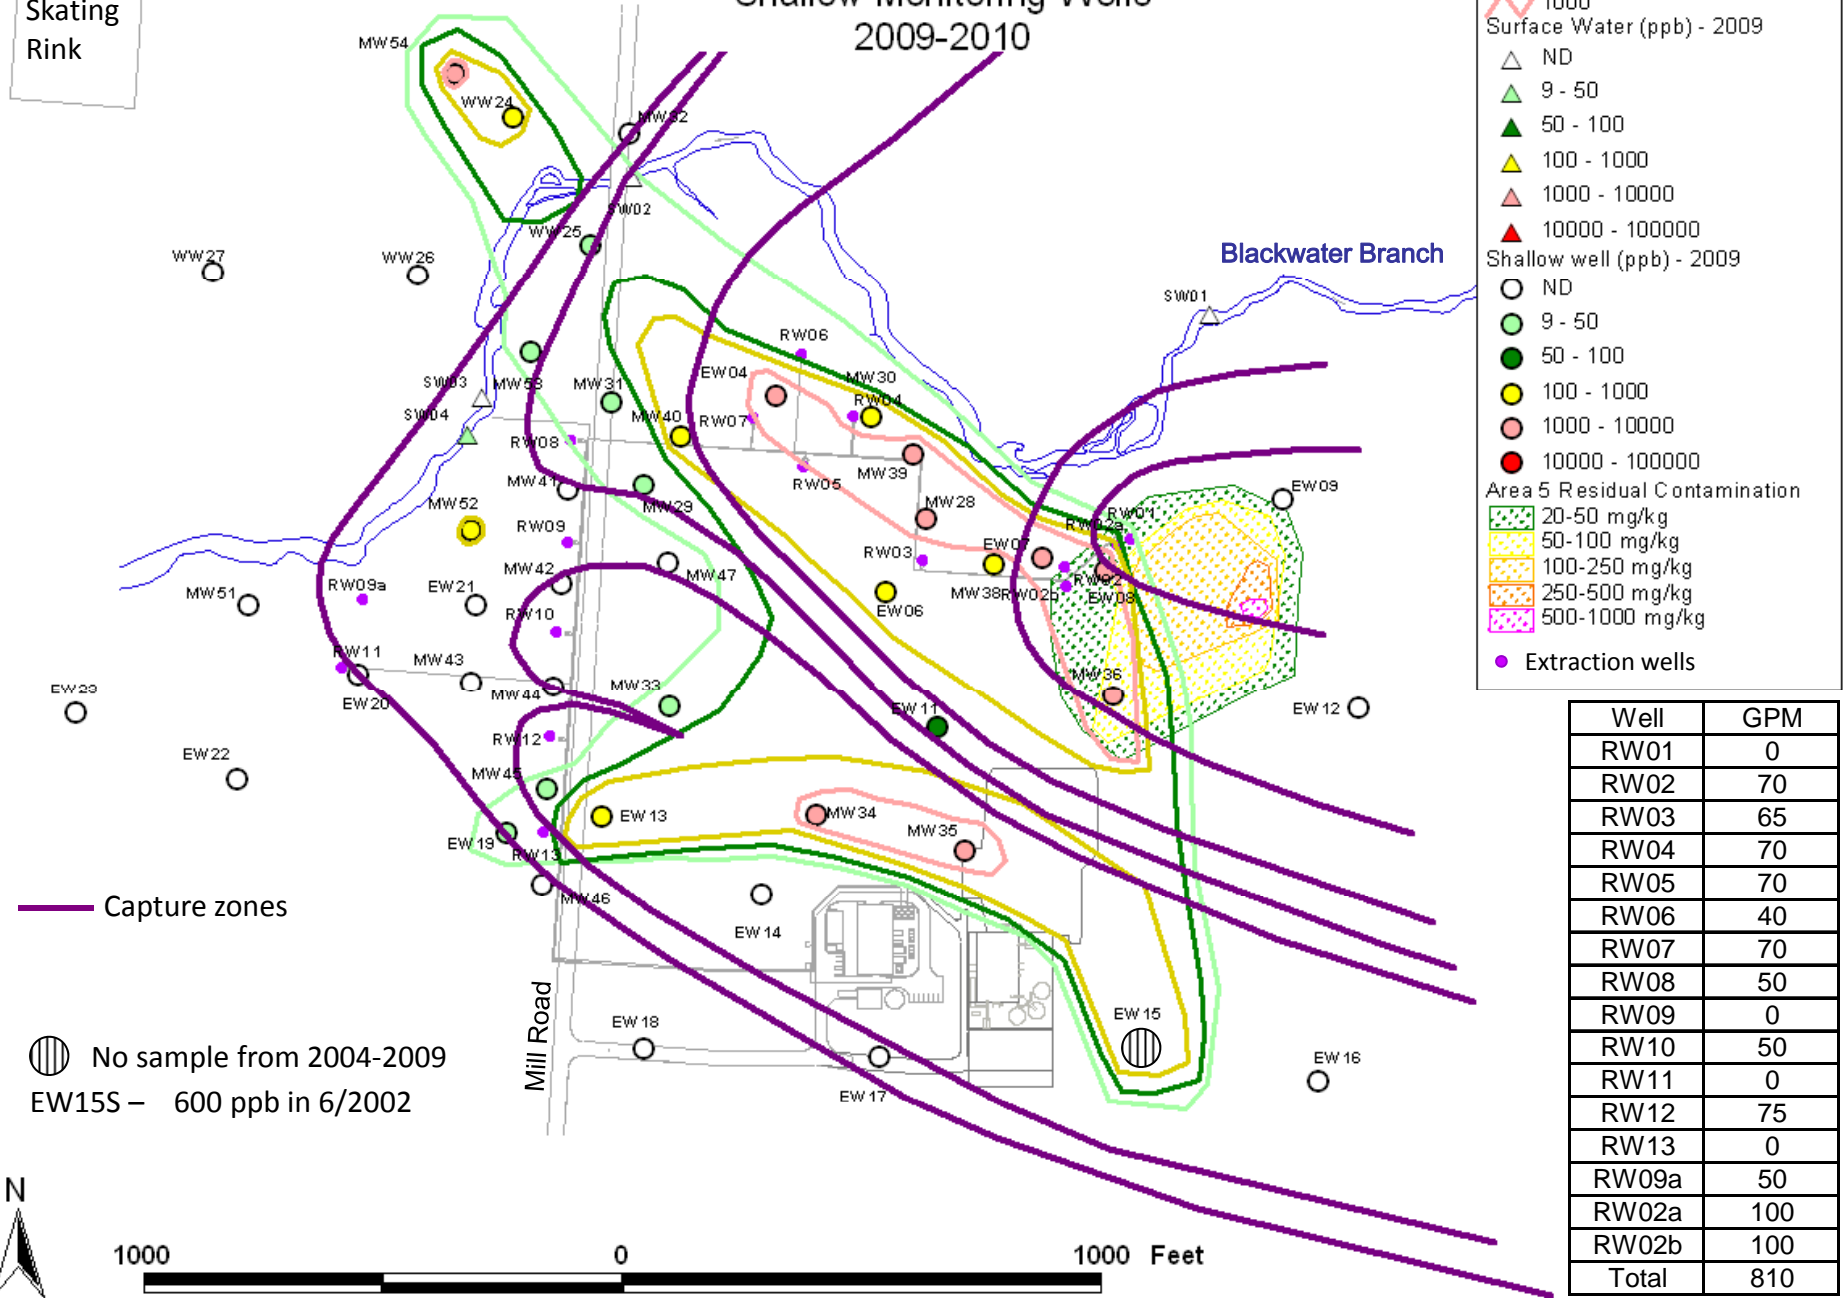 Skating
Rink
Shallow Monitoring Wells
2009-2010
MW54
WW24
MW32
SW02
WW25
WW27
WW26
Blackwater Branch
SW01
RW06
SW03
MW53
MW31
EW04
MW30
SW04
MW40
RW07
RW04
RW08
MW39
RW05
MW41
MW29
MW28
EW09
MW52
RW09
RW01
RW02a
EW07
RW03
MW42
MW47
MW51
RW09a
EW21
MW38
RW02b
RW02
EW08
EW06
RW10
RW11
MW43
MW44
MW33
MW36
EW23
EW20
EW11
EW12
RW12
EW22
MW45
EW13
MW34
MW35
EW19
RW13
MW46
EW14
Capture zones
Mill Road
EW18
EW15
EW17
EW16
No sample from 2004-2009
EW15S – 600 ppb in 6/2002
N
1000 0 1000 Feet
1000
Surface Water (ppb) - 2009
ND
9 - 50
50 - 100
100 - 1000
1000 - 10000
10000 - 100000
Shallow well (ppb) - 2009
ND
9 - 50
50 - 100
100 - 1000
1000 - 10000
10000 - 100000
Area 5 Residual Contamination
20-50 mg/kg
50-100 mg/kg
100-250 mg/kg
250-500 mg/kg
500-1000 mg/kg
Extraction wells
Well GPM
RW01 0
RW02 70
RW03 65
RW04 70
RW05 70
RW06 40
RW07 70
RW08 50
RW09 0
RW10 50
RW11 0
RW12 75
RW13 0
RW09a 50
RW02a 100
RW02b 100
Total 810